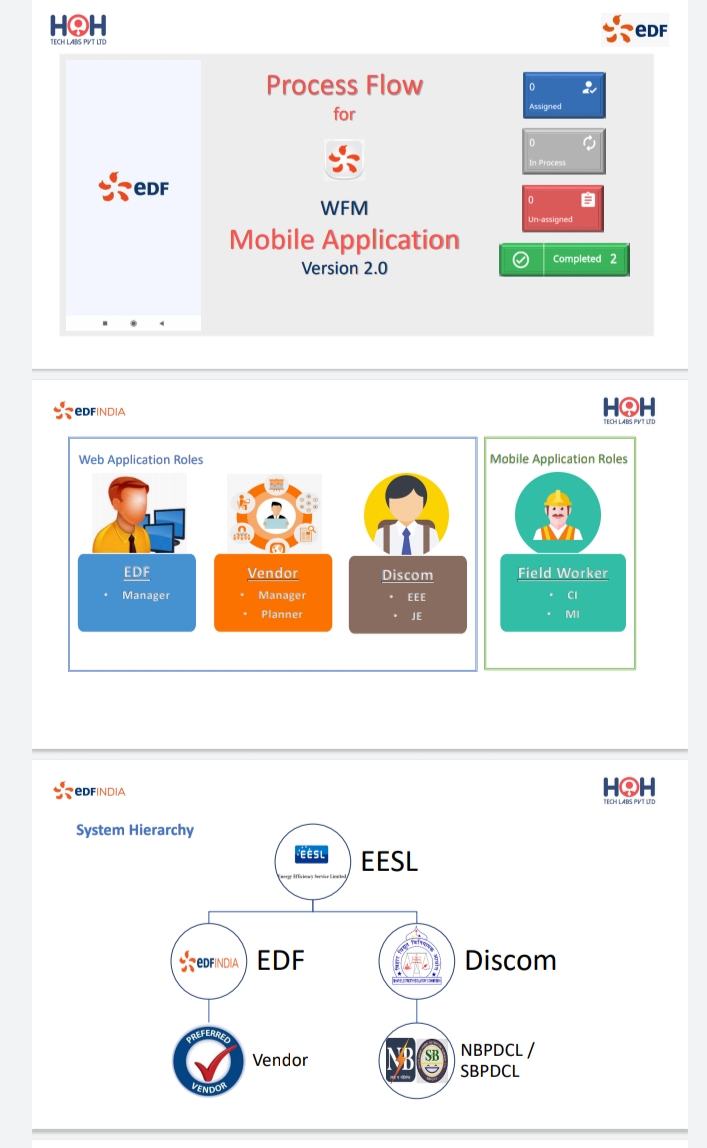 HOH
TECH LABS PVT LTD
eDF
eDF
Process Flow
for
WFM
Mobile Application
Version 2.0
0
Assigned
0
In Process
0
Un-assigned
Completed 2
eDFINDIA
HOH
TECH LABS PVT LTD
Web Application Roles
Mobile Application Roles
EDF
• Manager
Vendor
• Manager
• Planner
Discom
• EEE
• JE
Field Worker
• CI
• MI
eDFINDIA
HOH
TECH LABS PVT LTD
System Hierarchy
EESL
Energy Efficiency Service Limited
EESL
eDFINDIA
EDF
Discom
PREFERRED
VENDOR
Vendor
NB
SB
NBPDCL /
SBPDCL